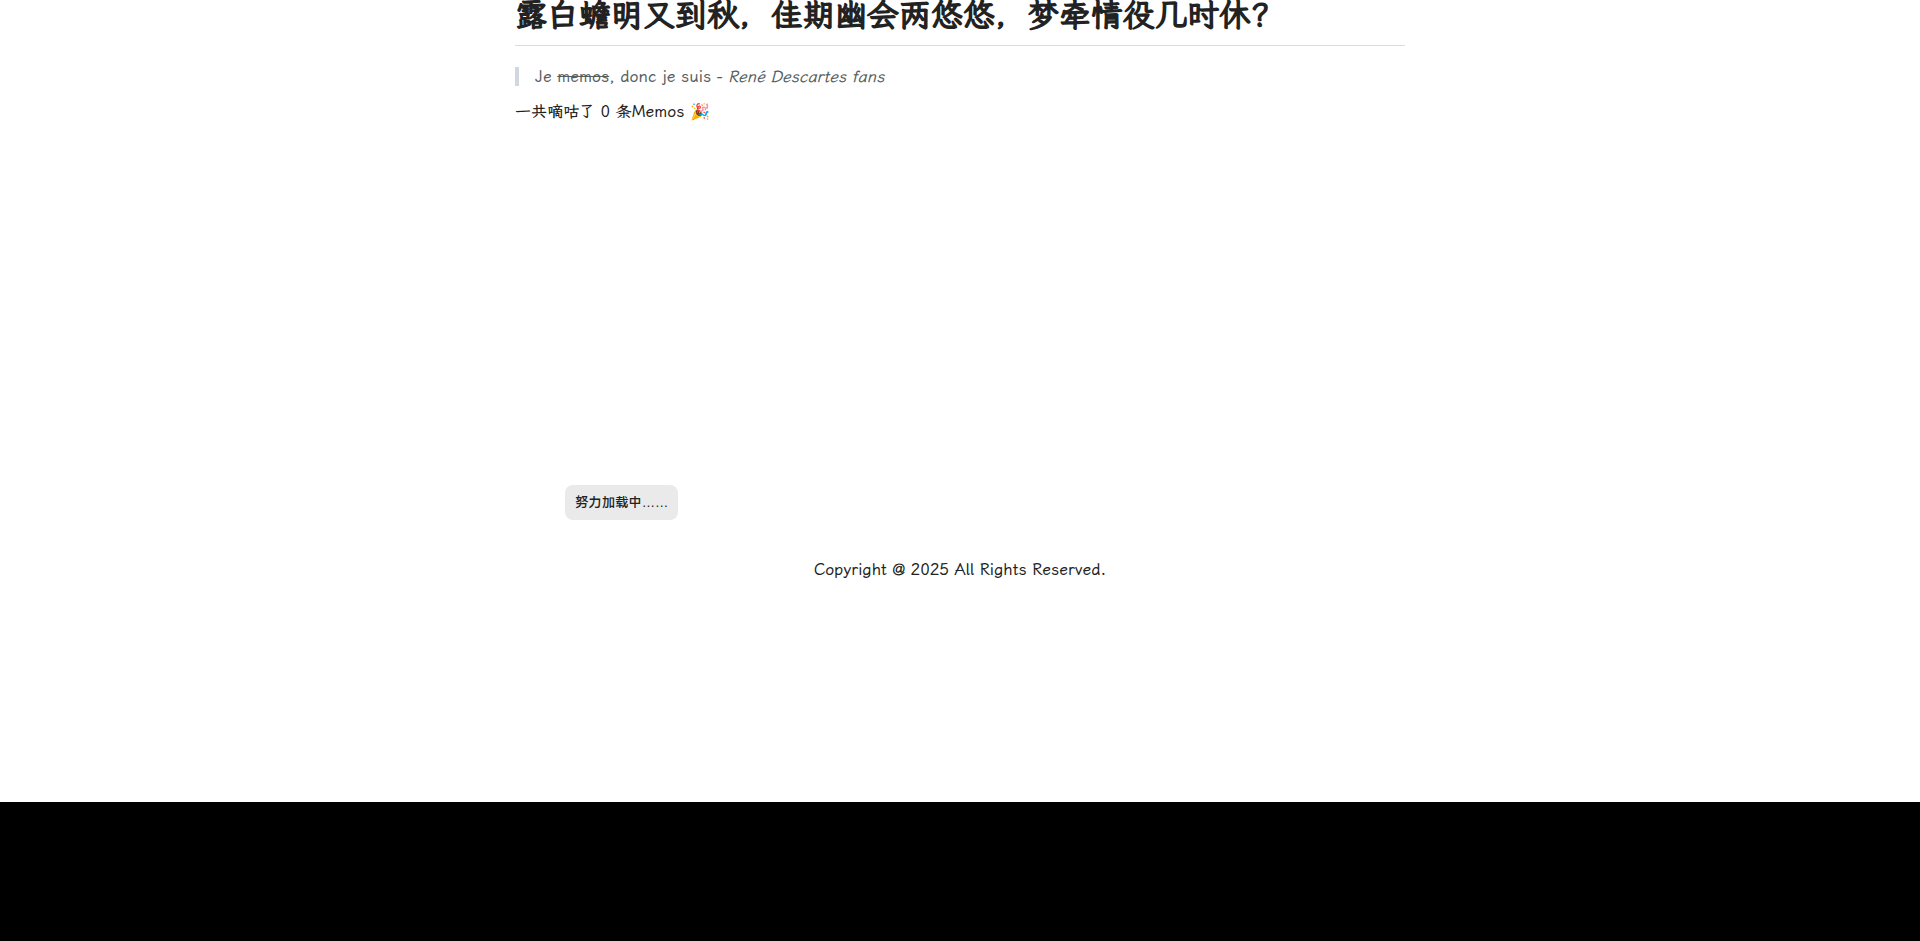 露白蟾明又到秋，佳期幽会两悠悠，梦牵情役几时休？
Je memos, donc je suis - René Descartes fans
一共嘀咕了 0 条Memos 🎉
努力加载中……
Copyright @ 2025 All Rights Reserved.